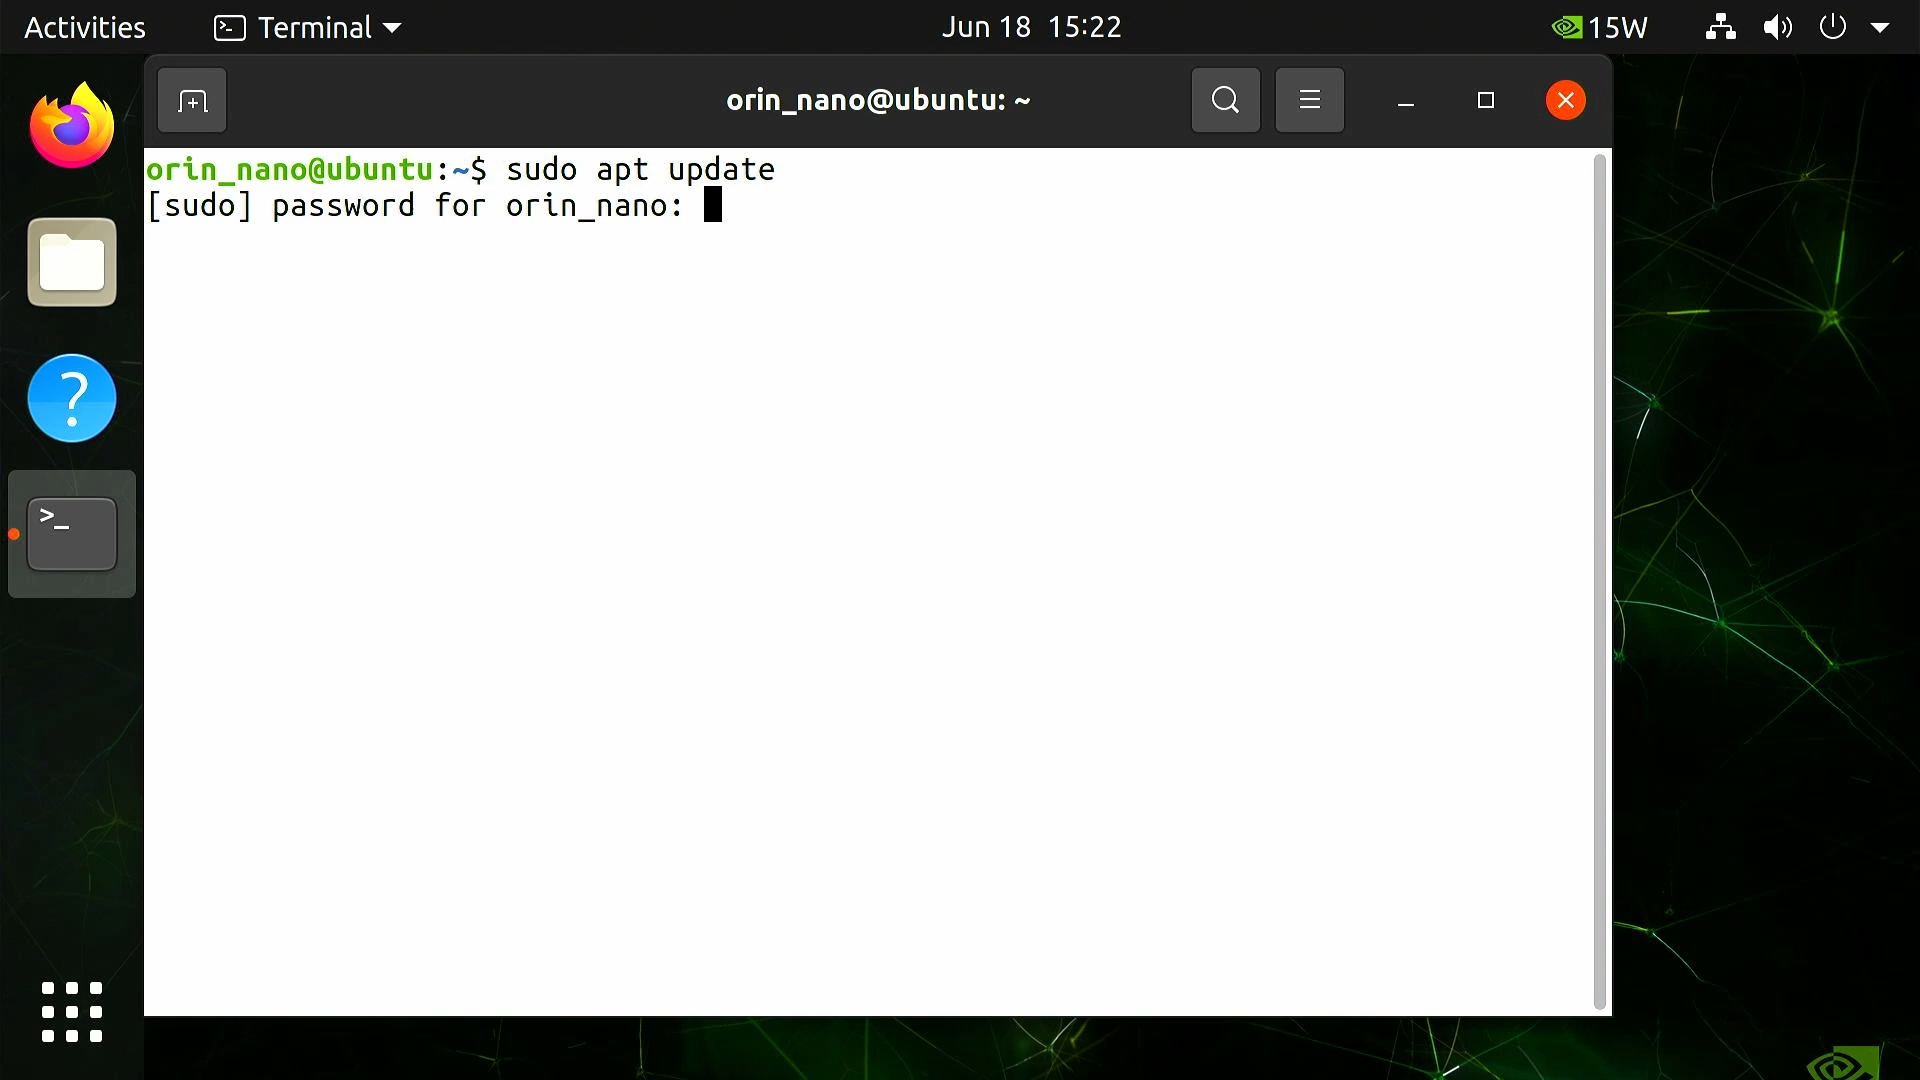 Activities
Terminal
Jun 18 15:22
15W
orin_nano@ubuntu: ~
orin_nano@ubuntu:~$ sudo apt update
[sudo] password for orin_nano: